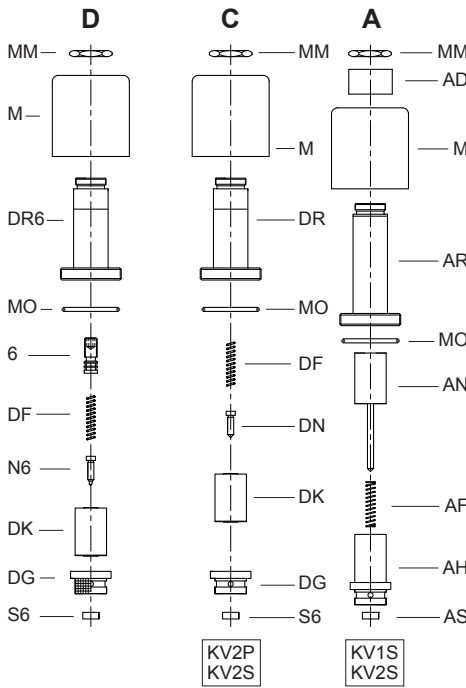 D C A
MM MM MM
AD
M M M
DR6 DR AR
MO MO MO
6 DF AN
DF DN
N6 DK AF
DK AH
DG DG
S6 S6 AS
KV2P KV1S
KV2S KV2S